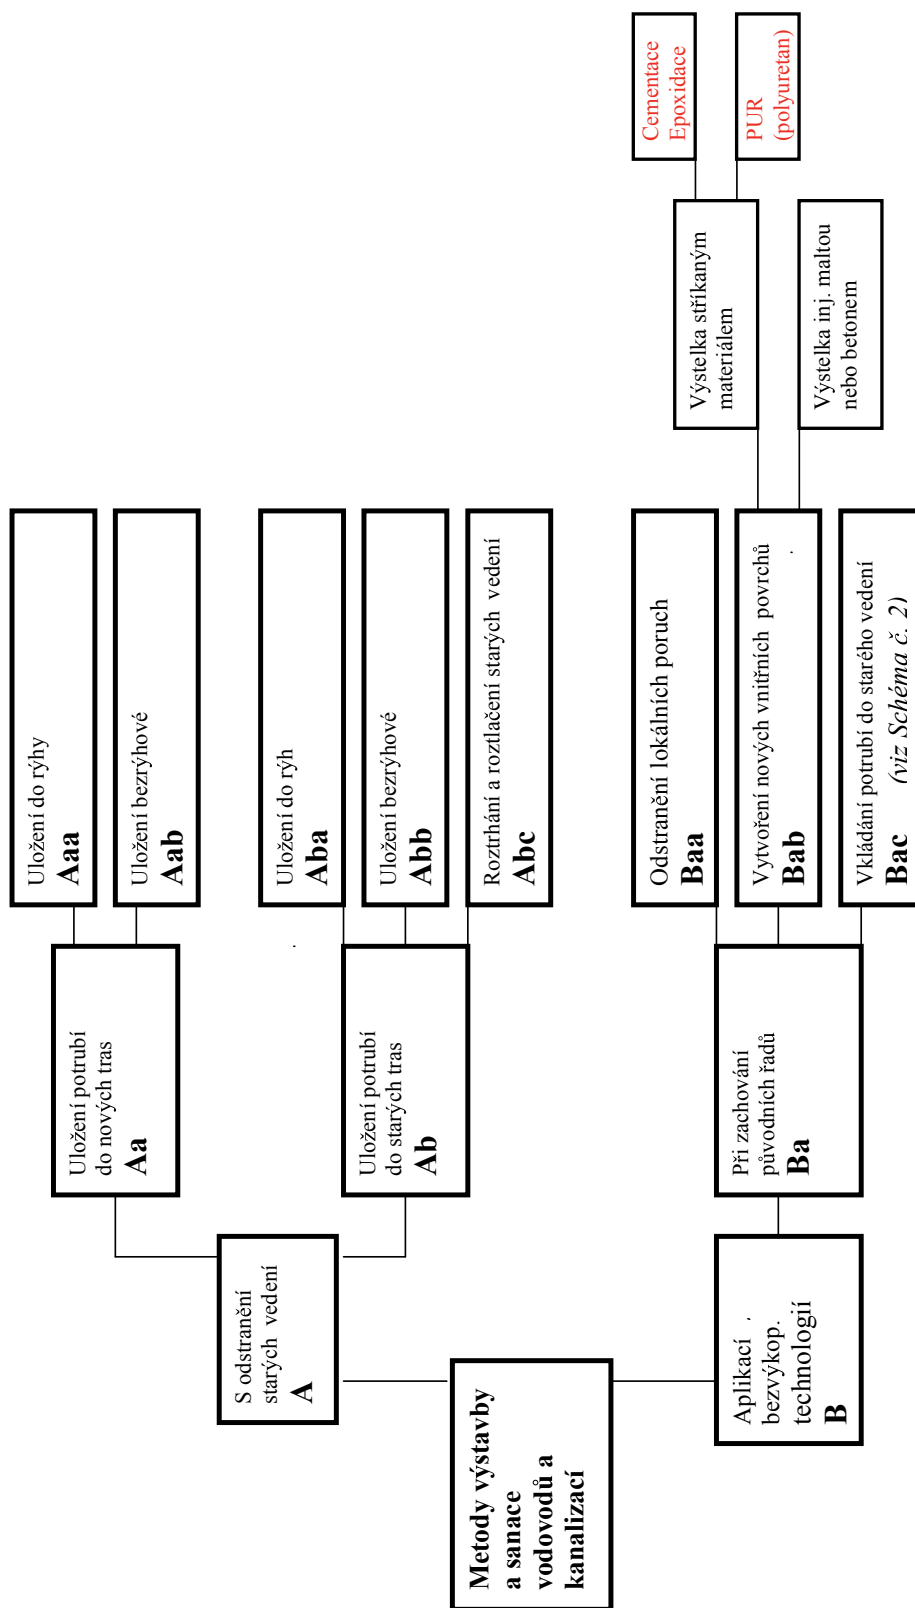 Metody výstavby
a sanace
vodovodů a
kanalizací
S odstranění
starých vedení
A
Uložení potrubí
do nových tras
Aa
Uložení do rýhy
Aaa
Uložení bezrýhové
Aab
Uložení potrubí
do starých tras
Ab
Uložení do rýh
Aba
Uložení bezrýhové
Abb
Roztrhání a roztlačení starých vedení
Abc
Aplikací
bezvýkop.
technologií
B
Při zachování
původních řadů
Ba
Odstranění lokálních poruch
Baa
Vytvoření nových vnitřních povrchů
Bab
Výstelka stříkaným
materiálem
Cementace
Epoxidace
PUR
(polyuretan)
Výstelka inj. maltou
nebo betonem
Vkládání potrubí do starého vedení
Bac (viz Schéma č. 2)